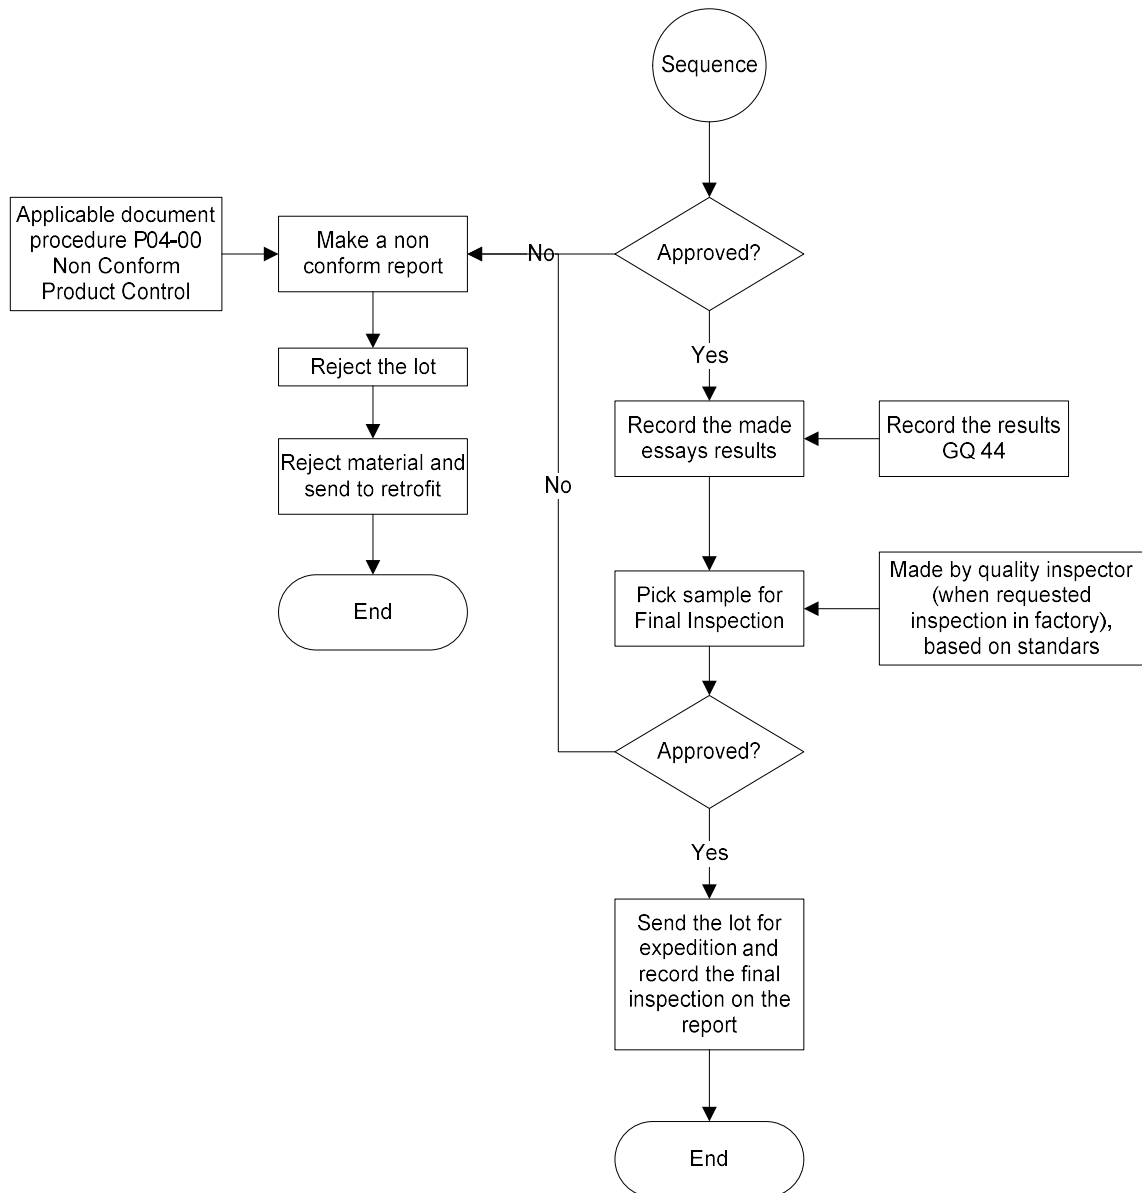 Sequence
Applicable document
procedure P04-00
Non Conform
Product Control
Make a non
conform report
No
Approved?
Yes
Reject the lot
Record the made
essays results
Record the results
GQ 44
Reject material and
send to retrofit
No
End
Pick sample for
Final Inspection
Made by quality inspector
(when requested
inspection in factory),
based on standars
Approved?
Yes
Send the lot for
expedition and
record the final
inspection on the
report
End